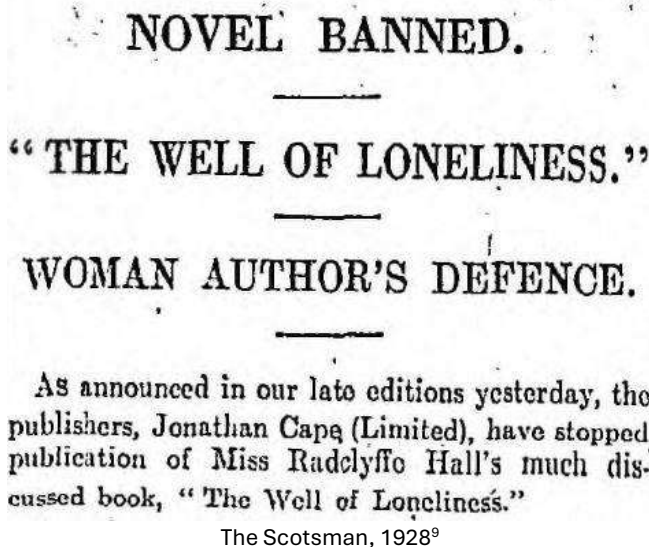 NOVEL BANNED.
"THE WELL OF LONELINESS."
WOMAN AUTHOR'S DEFENCE.
As announced in our late editions yesterday, the
publishers, Jonathan Cape (Limited), have stopped
publication of Miss Radclyffe Hall's much dis-
cussed book, "The Well of Loneliness."
The Scotsman, 1928⁹